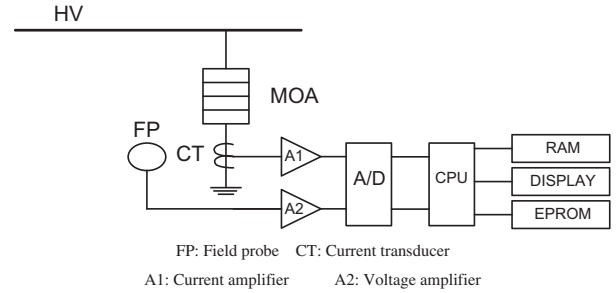 HV
MOA
FP
CT
A1
A2
A/D
CPU
RAM
DISPLAY
EPROM
FP: Field probe CT: Current transducer
A1: Current amplifier A2: Voltage amplifier